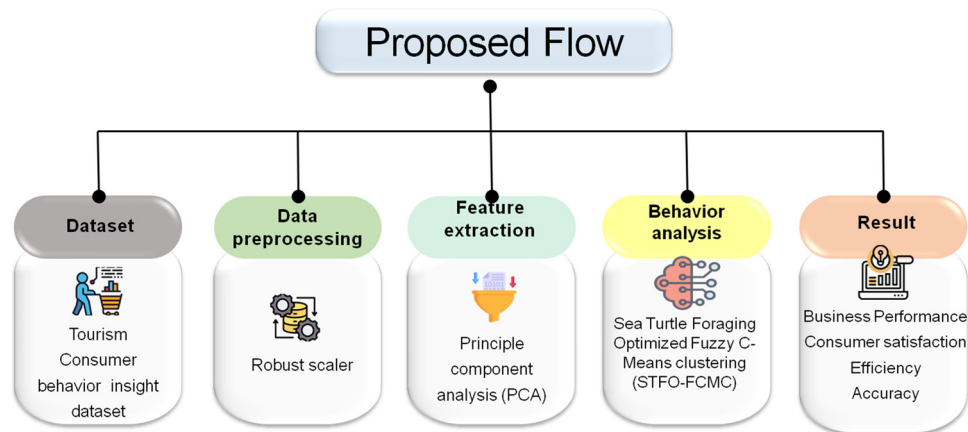 Proposed Flow
Dataset
Tourism
Consumer
behavior insight
dataset
Data
preprocessing
Robust scaler
Feature
extraction
Principle
component
analysis (PCA)
Behavior
analysis
Sea Turtle Foraging
Optimized Fuzzy C-
Means clustering
(STFO-FCMC)
Result
Business Performance
Consumer satisfaction
Efficiency
Accuracy